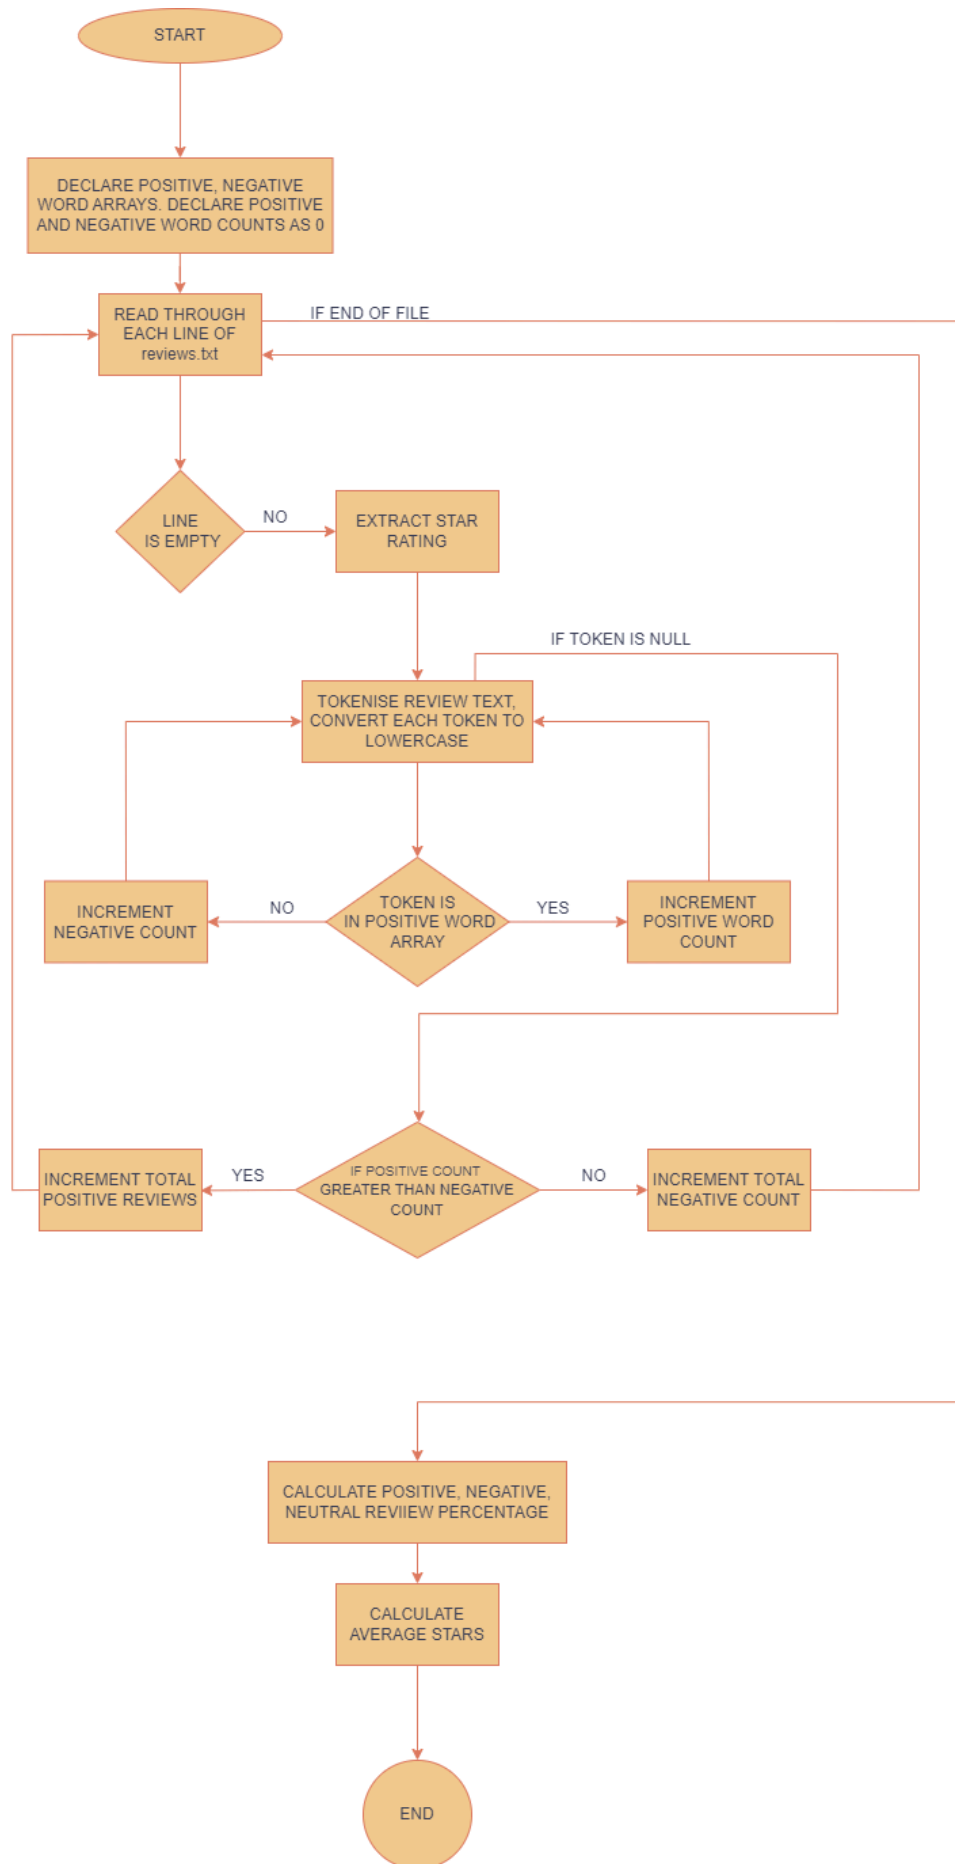 START
DECLARE POSITIVE, NEGATIVE
WORD ARRAYS. DECLARE POSITIVE
AND NEGATIVE WORD COUNTS AS 0
READ THROUGH
EACH LINE OF
reviews.txt
IF END OF FILE
LINE
IS EMPTY
NO
EXTRACT STAR
RATING
IF TOKEN IS NULL
TOKENISE REVIEW TEXT,
CONVERT EACH TOKEN TO
LOWERCASE
INCREMENT
NEGATIVE COUNT
NO
TOKEN IS
IN POSITIVE WORD
ARRAY
YES
INCREMENT
POSITIVE WORD
COUNT
INCREMENT TOTAL
POSITIVE REVIEWS
YES
IF POSITIVE COUNT
GREATER THAN NEGATIVE
COUNT
NO
INCREMENT TOTAL
NEGATIVE COUNT
CALCULATE POSITIVE, NEGATIVE,
NEUTRAL REVIIEW PERCENTAGE
CALCULATE
AVERAGE STARS
END